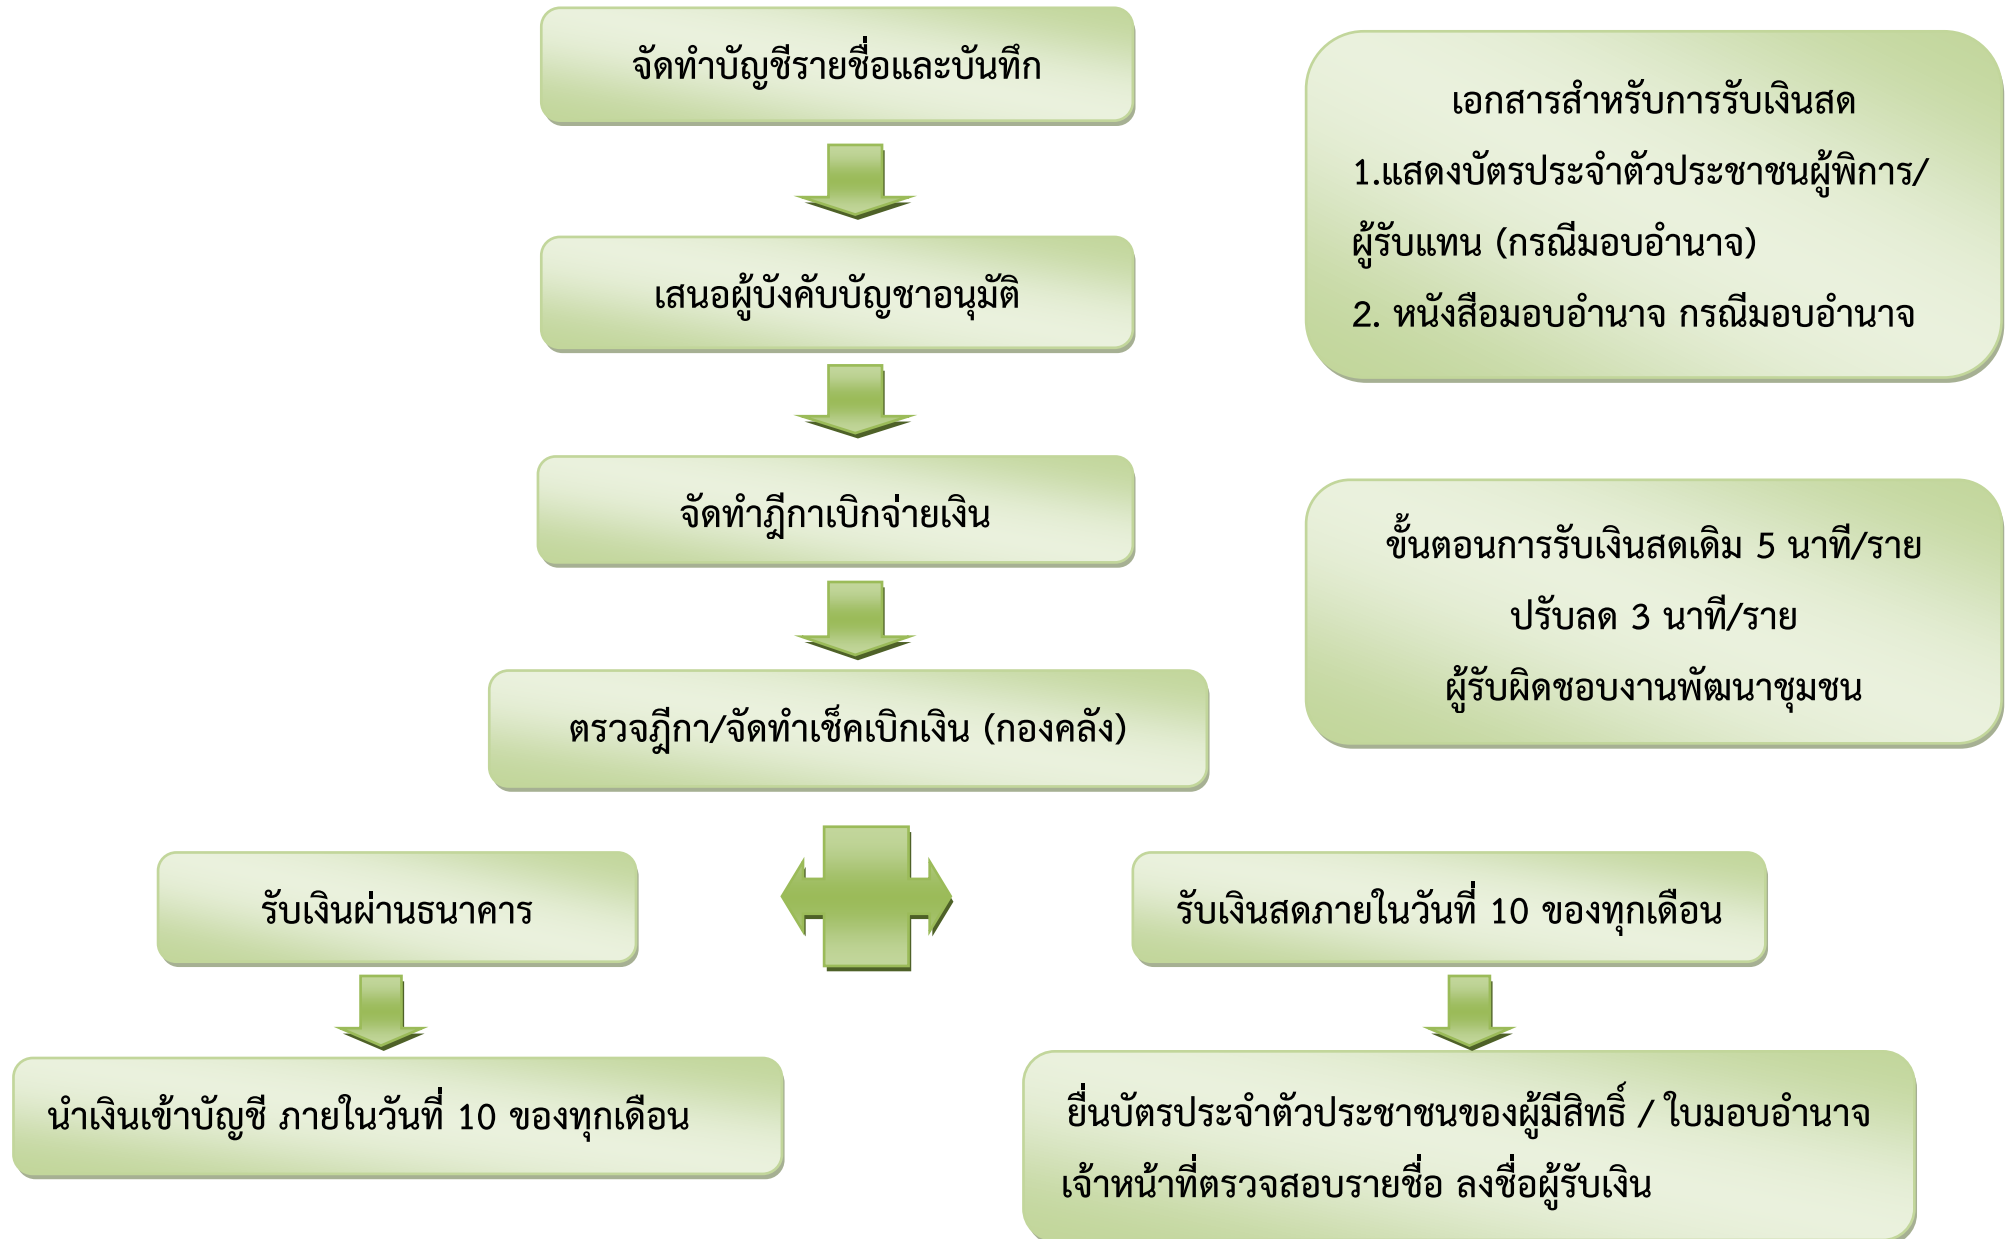 จัดทำบัญชีรายชื่อและบันทึก
เสนอผู้บังคับบัญชาอนุมัติ
จัดทำฎีกาเบิกจ่ายเงิน
ตรวจฎีกา/จัดทำเช็คเบิกเงิน (กองคลัง)
เอกสารสำหรับการรับเงินสด
1.แสดงบัตรประจำตัวประชาชนผู้พิการ/
ผู้รับแทน (กรณีมอบอำนาจ)
2. หนังสือมอบอำนาจ กรณีมอบอำนาจ
ขั้นตอนการรับเงินสดเดิม 5 นาที/ราย
ปรับลด 3 นาที/ราย
ผู้รับผิดชอบงานพัฒนาชุมชน
รับเงินผ่านธนาคาร
นำเงินเข้าบัญชี ภายในวันที่ 10 ของทุกเดือน
รับเงินสดภายในวันที่ 10 ของทุกเดือน
ยื่นบัตรประจำตัวประชาชนของผู้มีสิทธิ์ / ใบมอบอำนาจ
เจ้าหน้าที่ตรวจสอบรายชื่อ ลงชื่อผู้รับเงิน